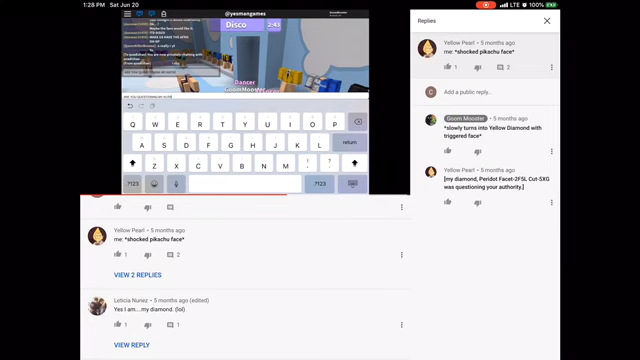 1:28 PM Sat Jun 20
LTE 100%
@yesmangames
Disco 2:43
Dancer
GoomMooster
Q W E R T Y U I O P
A S D F G H J K L return
Z X C V B N M ! , ? .
.?123 .?123
Yellow Pearl • 5 months ago
me: *shocked pikachu face*
1 2
VIEW 2 REPLIES
Leticia Nunez • 5 months ago (edited)
Yes I am....my diamond. (lol)
1 1
VIEW REPLY
Replies
Yellow Pearl • 5 months ago
me: *shocked pikachu face*
1 2
C Add a public reply...
Goom Mooster • 5 months ago
*slowly turns into Yellow Diamond with
triggered face*
Yellow Pearl • 5 months ago
[my diamond, Peridot Facet-2F5L Cut-5XG
was questioning your authority.]